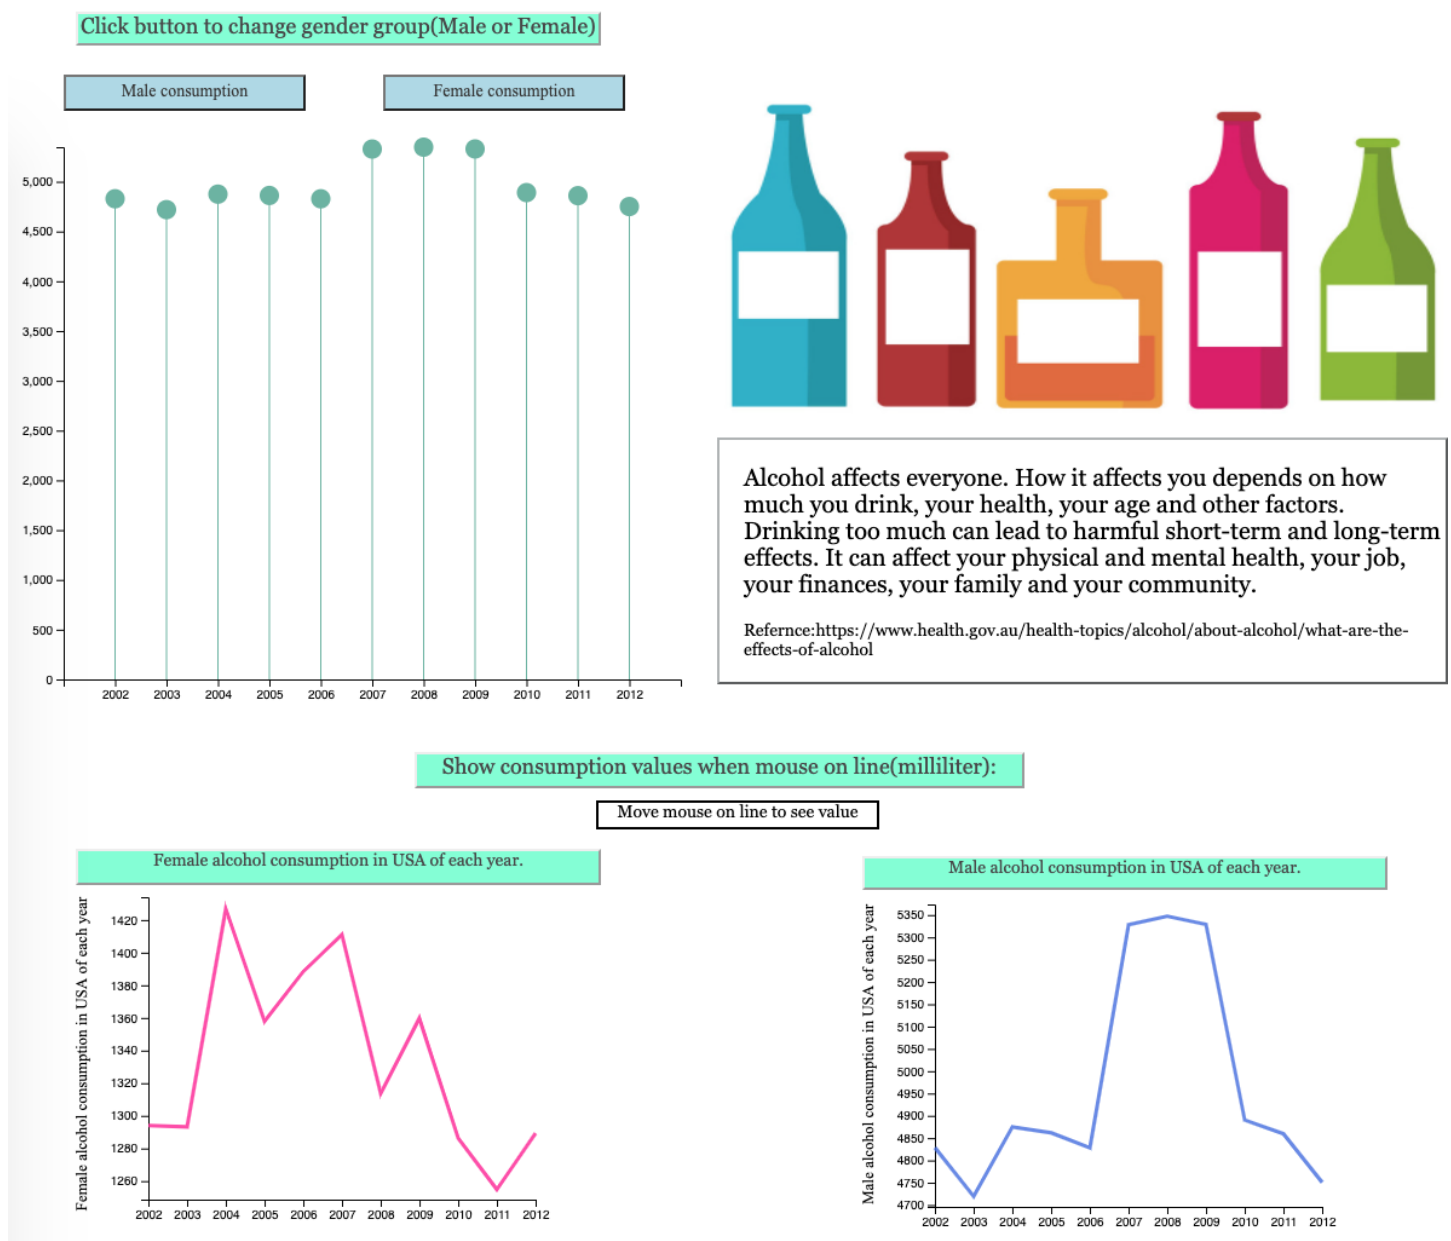 Click button to change gender group(Male or Female)
Male consumption
Female consumption
5,000
4,500
4,000
3,500
3,000
2,500
2,000
1,500
1,000
500
0
2002 2003 2004 2005 2006 2007 2008 2009 2010 2011 2012
Alcohol affects everyone. How it affects you depends on how
much you drink, your health, your age and other factors.
Drinking too much can lead to harmful short-term and long-term
effects. It can affect your physical and mental health, your job,
your finances, your family and your community.
Refernce:https://www.health.gov.au/health-topics/alcohol/about-alcohol/what-are-the-
effects-of-alcohol
Show consumption values when mouse on line(milliliter):
Move mouse on line to see value
Female alcohol consumption in USA of each year.
Female alcohol consumption in USA of each year
1420
1400
1380
1360
1340
1320
1300
1280
1260
2002 2003 2004 2005 2006 2007 2008 2009 2010 2011 2012
Male alcohol consumption in USA of each year.
Male alcohol consumption in USA of each year
5350
5300
5250
5200
5150
5100
5050
5000
4950
4900
4850
4800
4750
4700
2002 2003 2004 2005 2006 2007 2008 2009 2010 2011 2012